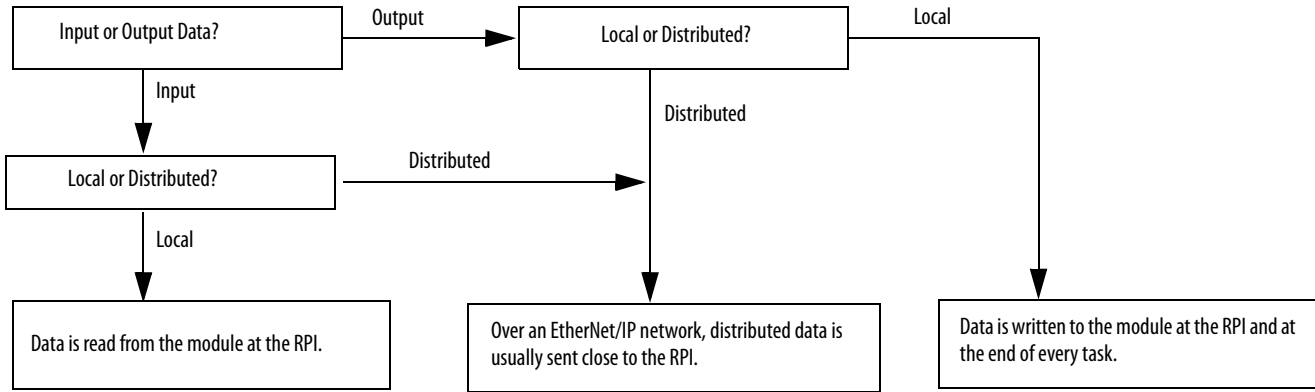 Input or Output Data?
Output
Local or Distributed?
Local
Input
Distributed
Local or Distributed?
Distributed
Local
Data is read from the module at the RPI.
Over an EtherNet/IP network, distributed data is
usually sent close to the RPI.
Data is written to the module at the RPI and at
the end of every task.